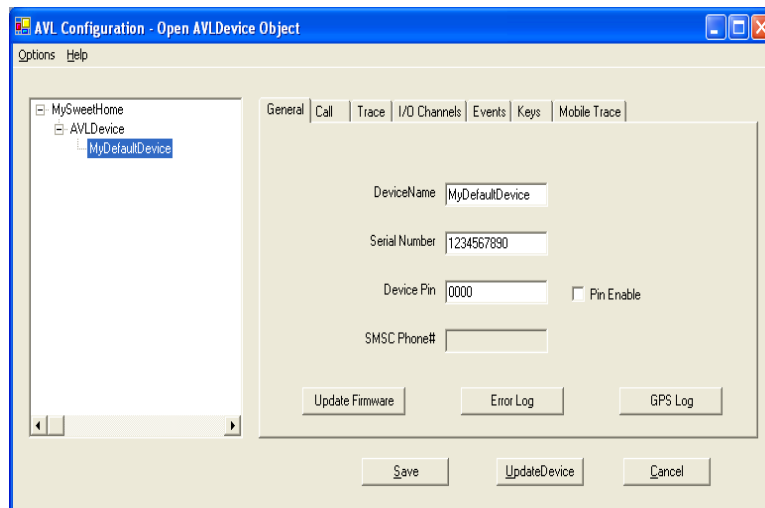 AVL Configuration - Open AVLDevice Object
Options Help
MySweetHome
AVLDevice
MyDefaultDevice
General Call Trace I/O Channels Events Keys Mobile Trace
DeviceName MyDefaultDevice
Serial Number 1234567890
Device Pin 0000 Pin Enable
SMSC Phone#
Update Firmware Error Log GPS Log
Save UpdateDevice Cancel